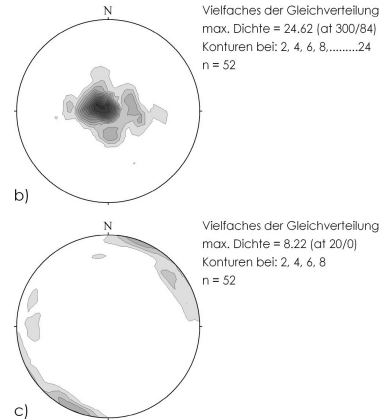 N
Vielfaches der Gleichverteilung
max. Dichte = 24.62 (at 300/84)
Konturen bei: 2, 4, 6, 8,.........24
n = 52
b)
N
Vielfaches der Gleichverteilung
max. Dichte = 8.22 (at 20/0)
Konturen bei: 2, 4, 6, 8
n = 52
c)